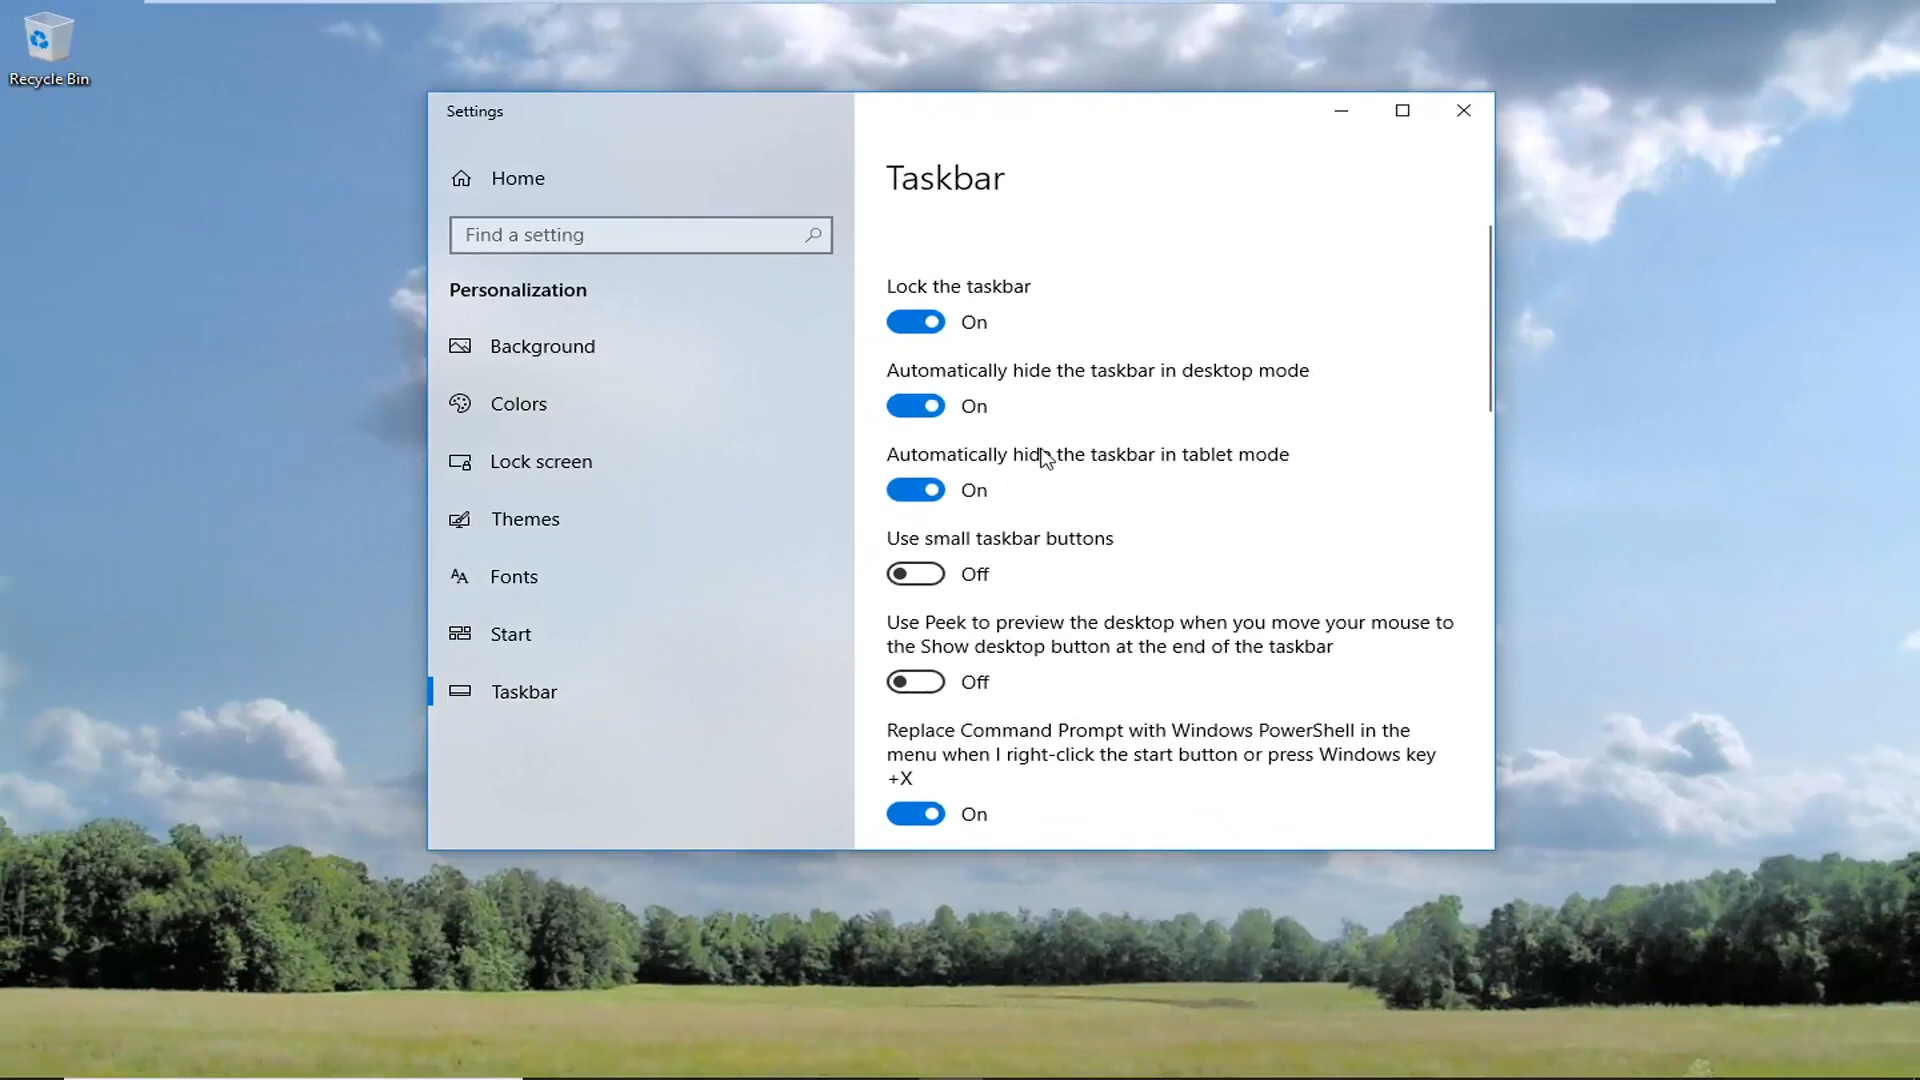 Recycle Bin
Settings
Home
Find a setting
Personalization
Background
Colors
Lock screen
Themes
Fonts
Start
Taskbar
Taskbar
Lock the taskbar
On
Automatically hide the taskbar in desktop mode
On
Automatically hide the taskbar in tablet mode
On
Use small taskbar buttons
Off
Use Peek to preview the desktop when you move your mouse to
the Show desktop button at the end of the taskbar
Off
Replace Command Prompt with Windows PowerShell in the
menu when I right-click the start button or press Windows key
+X
On